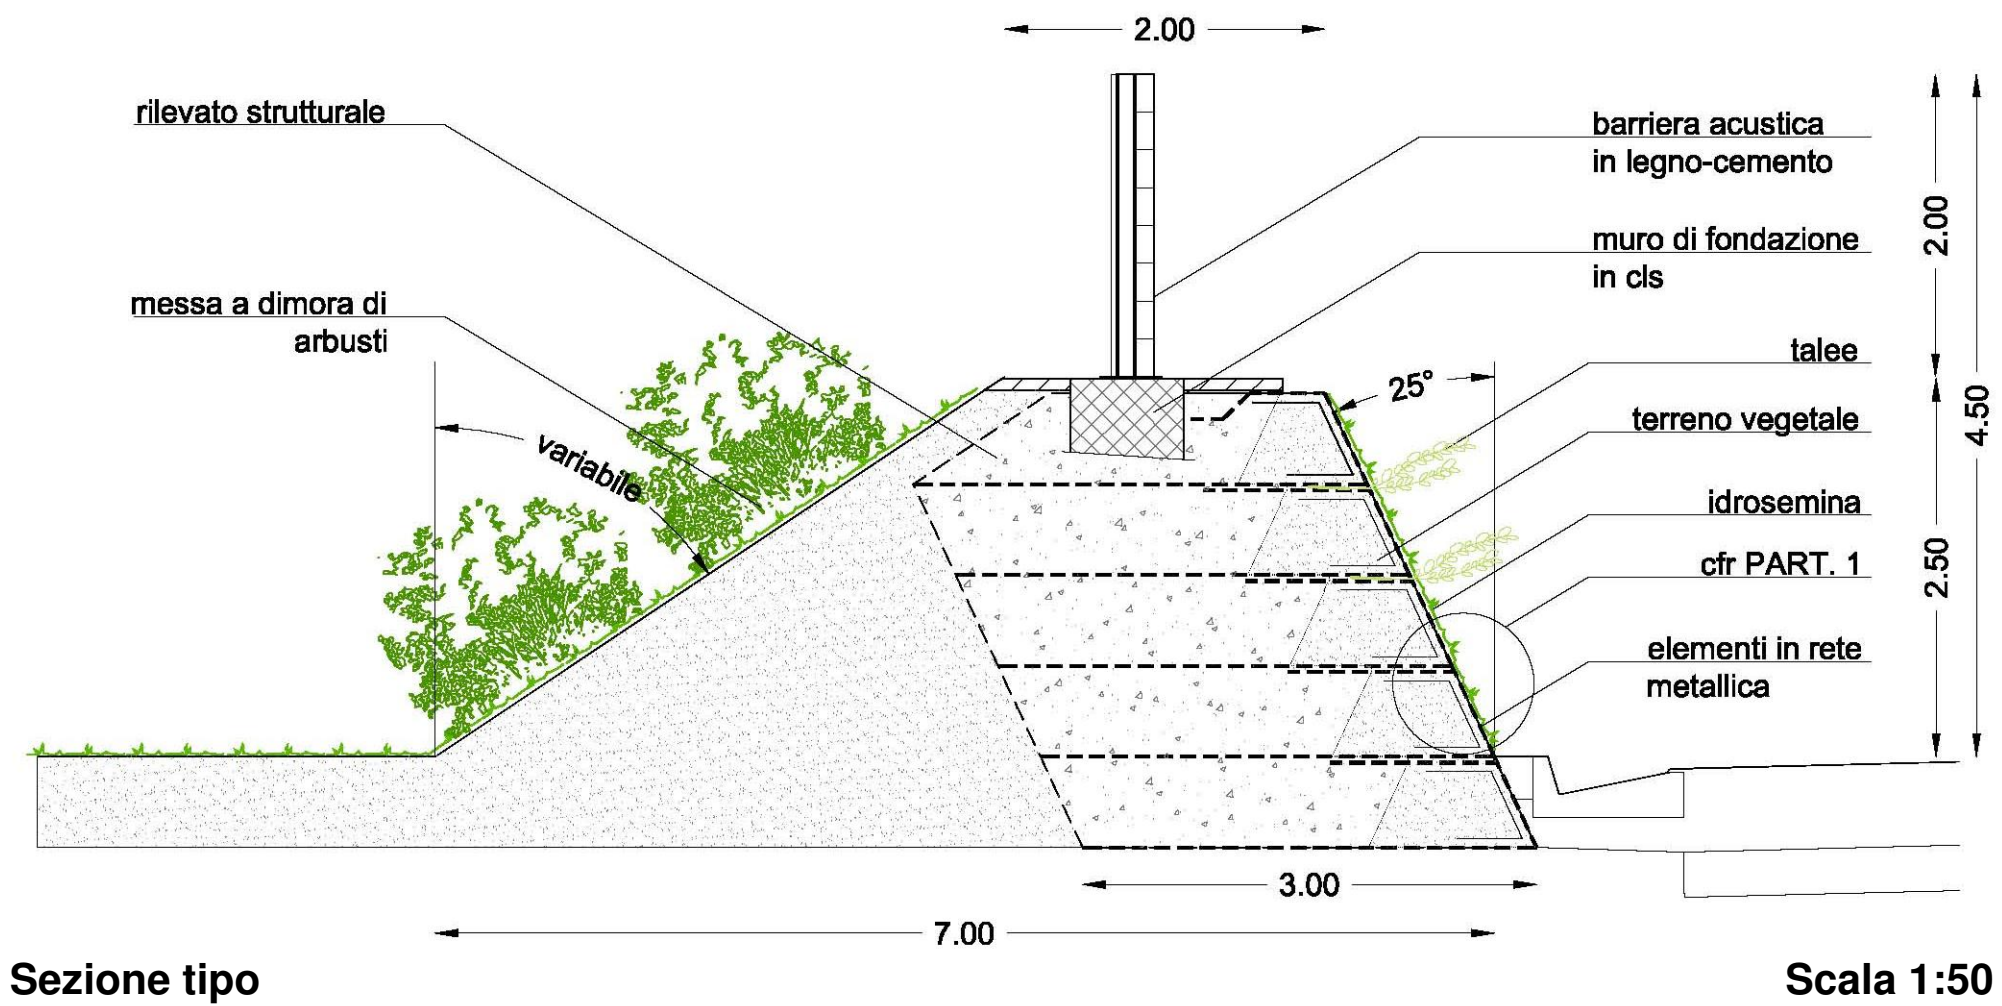 2.00
rilevato strutturale
barriera acustica
in legno-cemento
2.00
4.50
muro di fondazione
in cls
messa a dimora di
arbusti
talee
25°
variabile
terreno vegetale
idrosemina
2.50
cfr PART. 1
elementi in rete
metallica
3.00
7.00
Sezione tipo
Scala 1:50